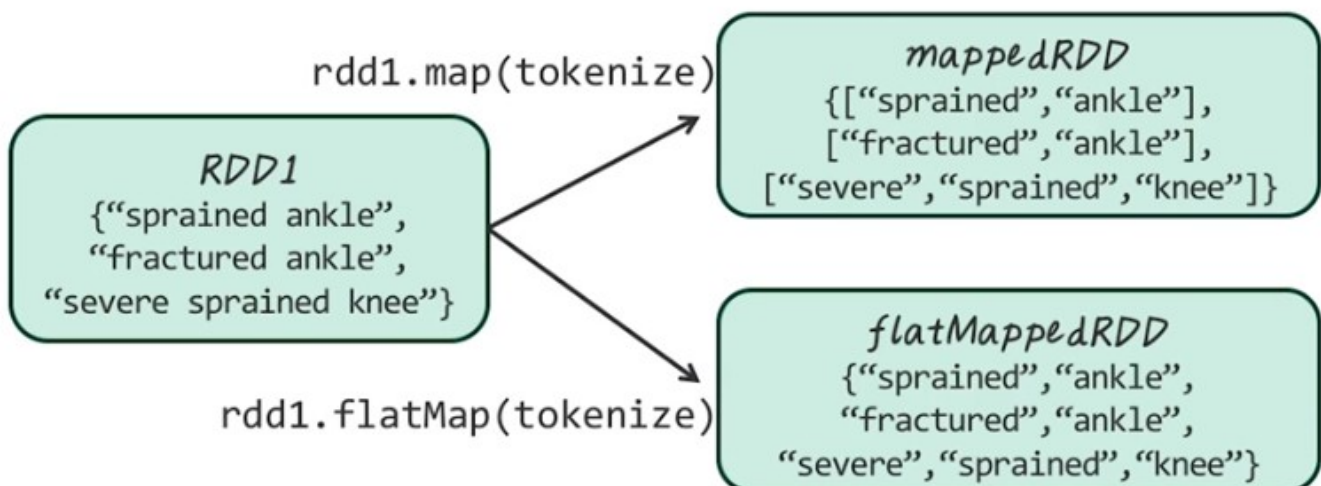 rdd1.map(tokenize)
mappedRDD
{[“sprained”,“ankle”],
[“fractured”,“ankle”],
[“severe”,“sprained”,“knee”]}
RDD1
{“sprained ankle”,
“fractured ankle”,
“severe sprained knee”}
rdd1.flatMap(tokenize)
flatMappedRDD
{“sprained”,“ankle”,
“fractured”,“ankle”,
“severe”,“sprained”,“knee”}